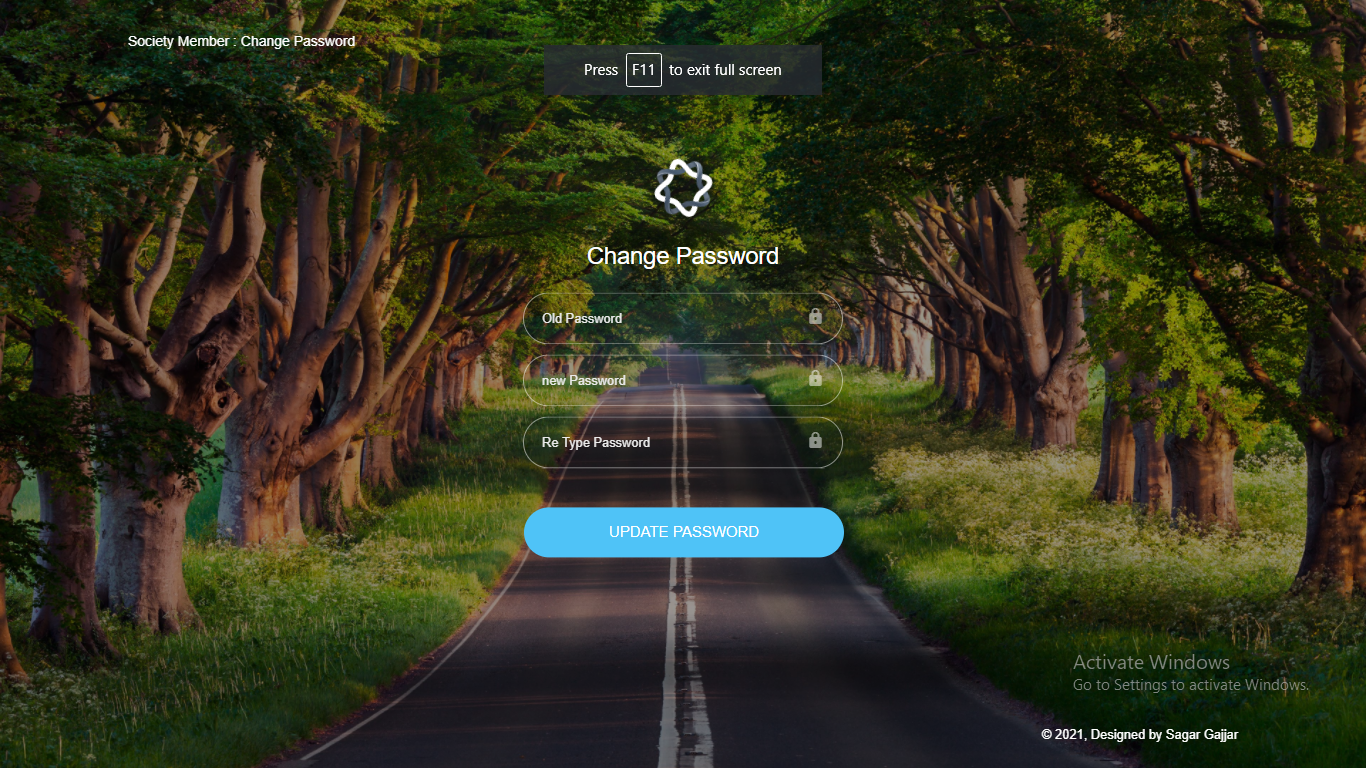 Society Member : Change Password
Press F11 to exit full screen
Change Password
Old Password
new Password
Re Type Password
UPDATE PASSWORD
Activate Windows
Go to Settings to activate Windows.
© 2021, Designed by Sagar Gajjar